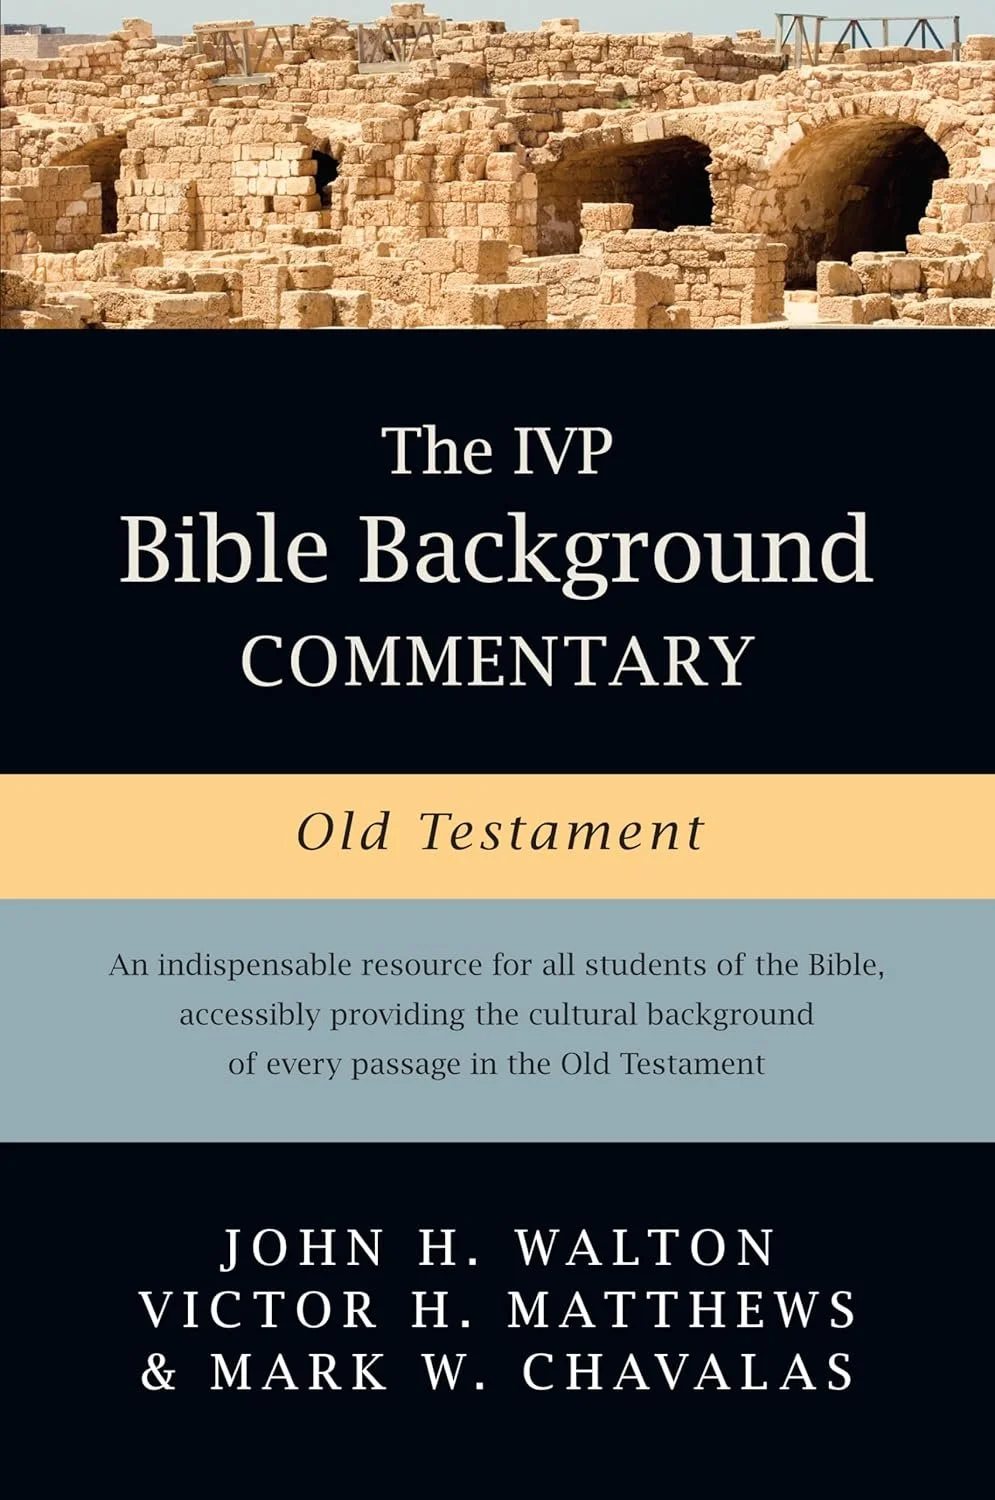 The IVP
Bible Background
COMMENTARY
Old Testament
An indispensable resource for all students of the Bible,
accessibly providing the cultural background
of every passage in the Old Testament
JOHN H. WALTON
VICTOR H. MATTHEWS
& MARK W. CHAVALAS